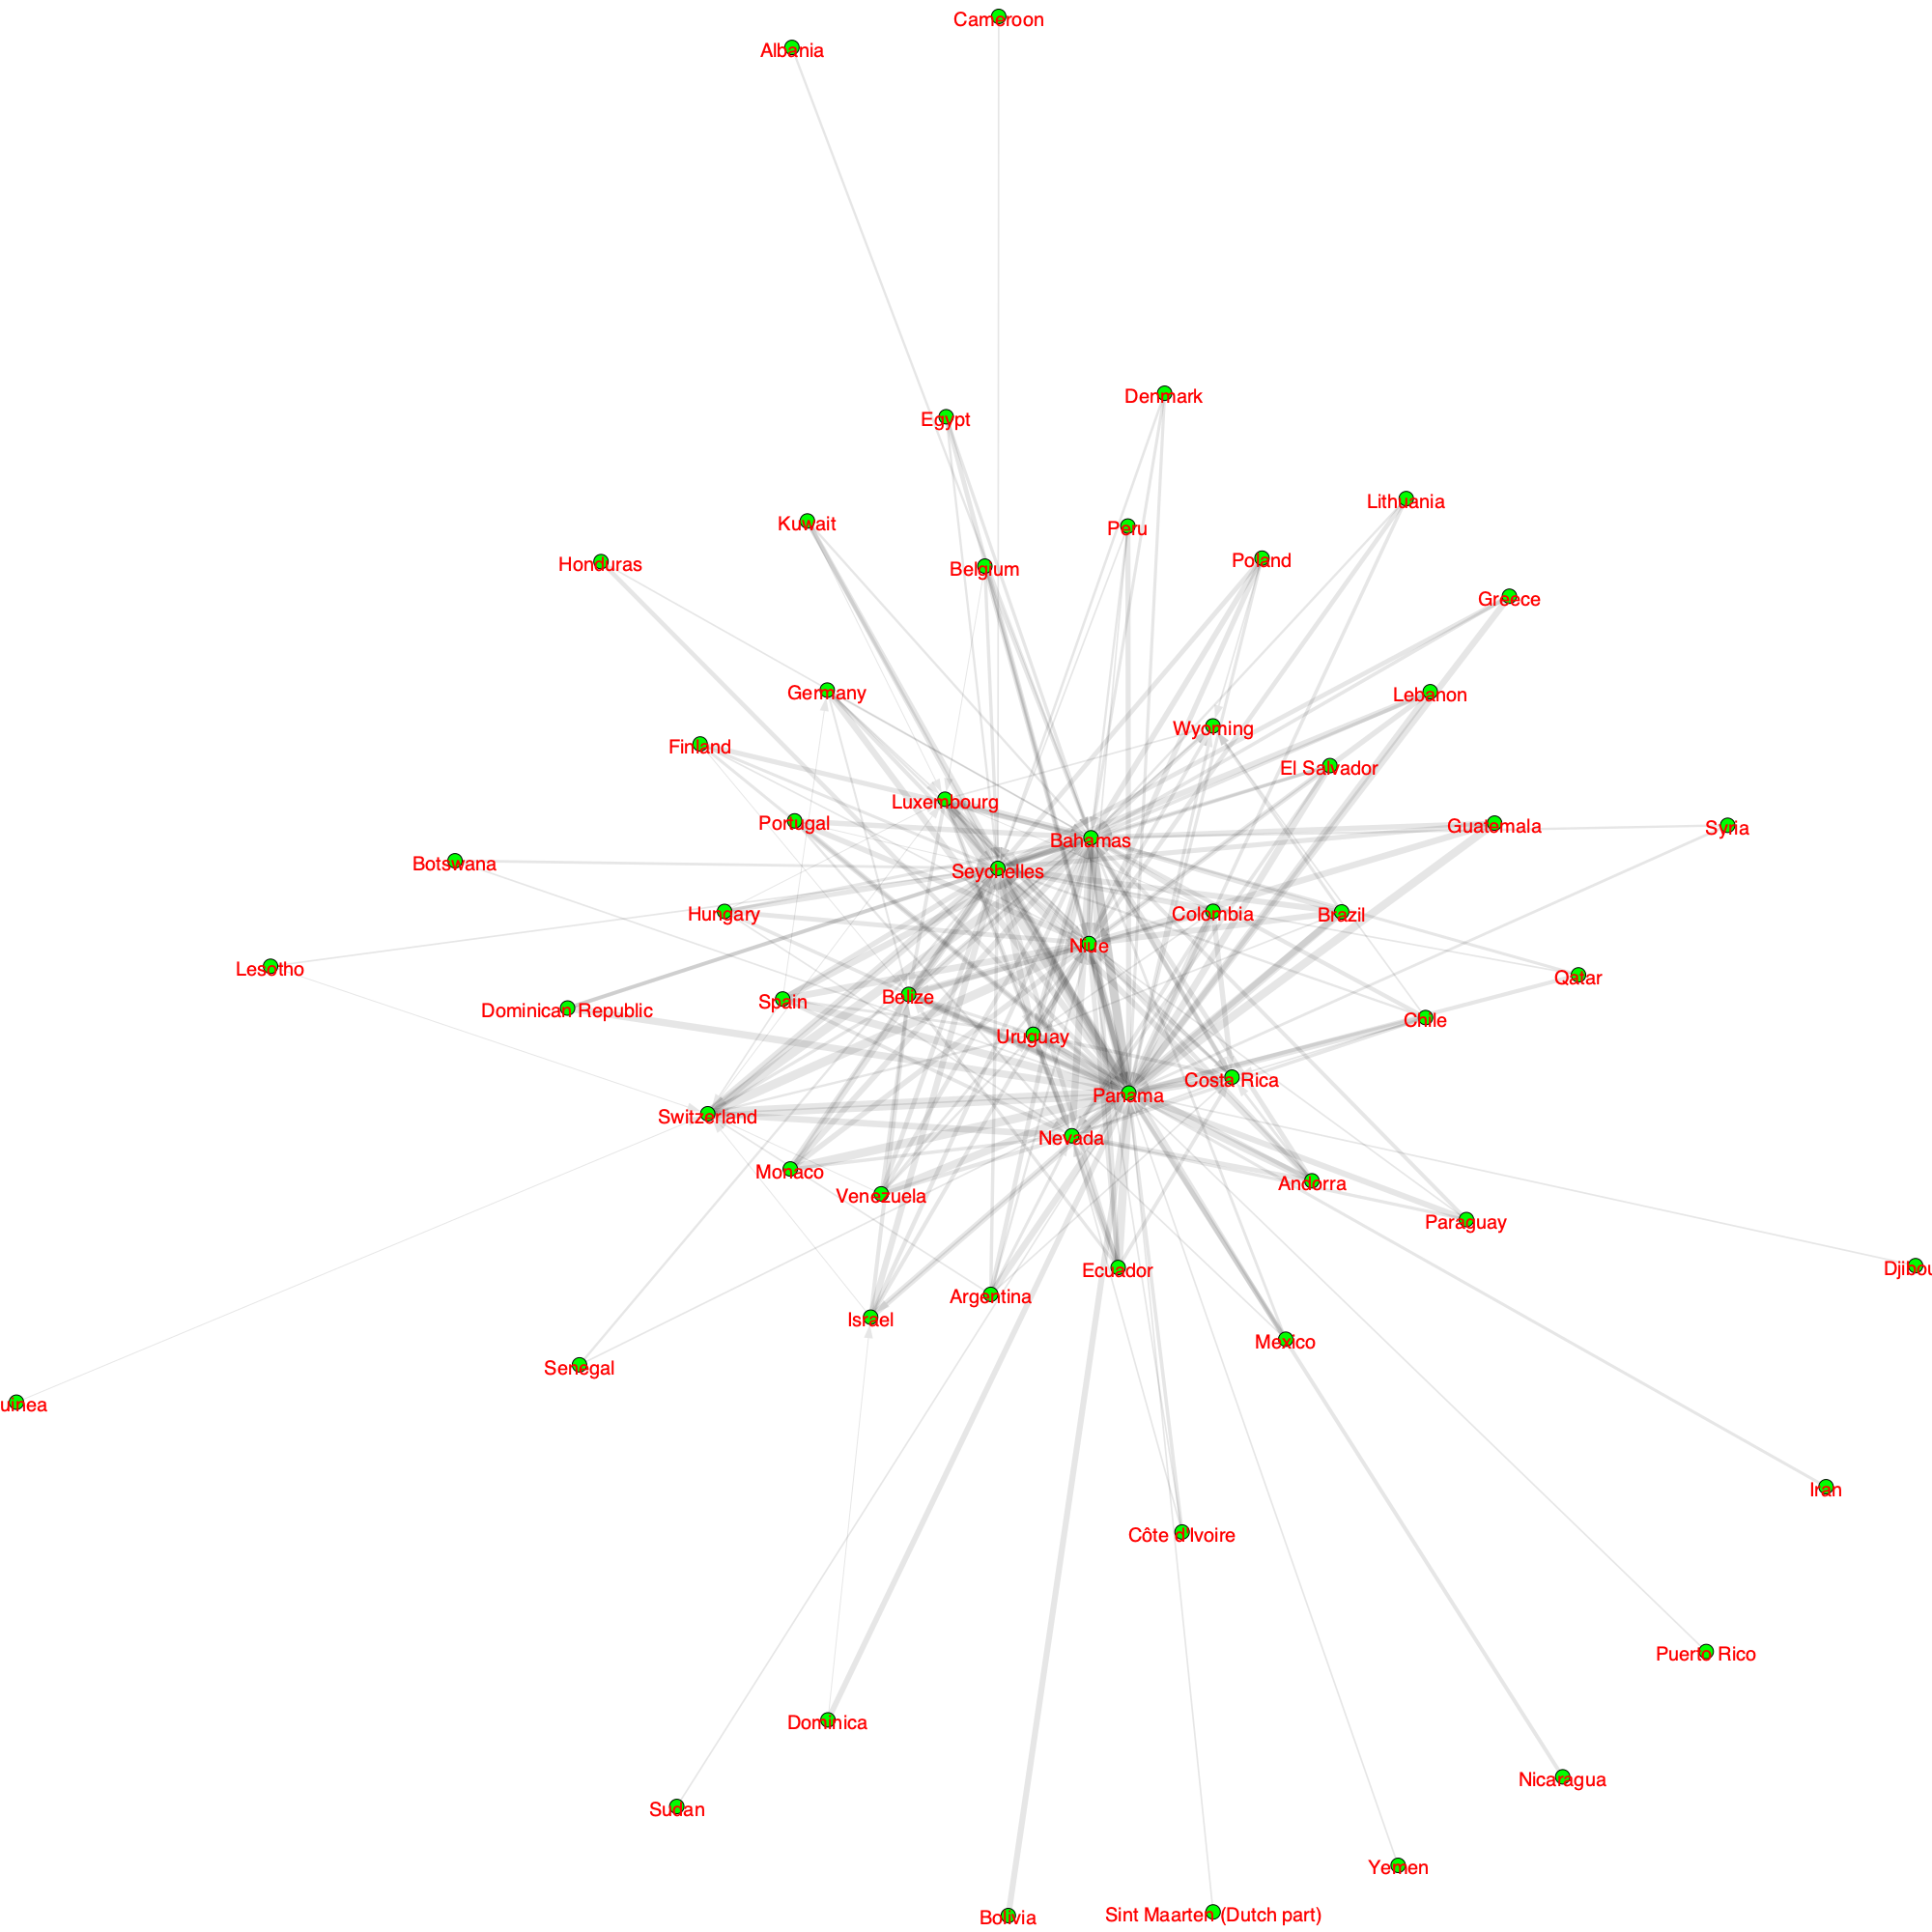 Cameroon
Albania
Denmark
Egypt
Lithuania
Kuwait
Peru
Honduras
Belgium
Poland
Greece
Germany
Lebanon
Wyoming
Finland
El Salvador
Luxembourg
Portugal
Guatemala
Syria
Bahamas
Botswana
Seychelles
Hungary
Colombia
Brazil
Niue
Lesotho
Qatar
Spain
Belize
Dominican Republic
Chile
Uruguay
Costa Rica
Panama
Switzerland
Nevada
Monaco
Andorra
Venezuela
Paraguay
Ecuador
Djibou
Argentina
Israel
Mexico
Senegal
uinea
Iran
Côte d'Ivoire
Puerto Rico
Dominica
Nicaragua
Sudan
Yemen
Sint Maarten (Dutch part)
Bolivia